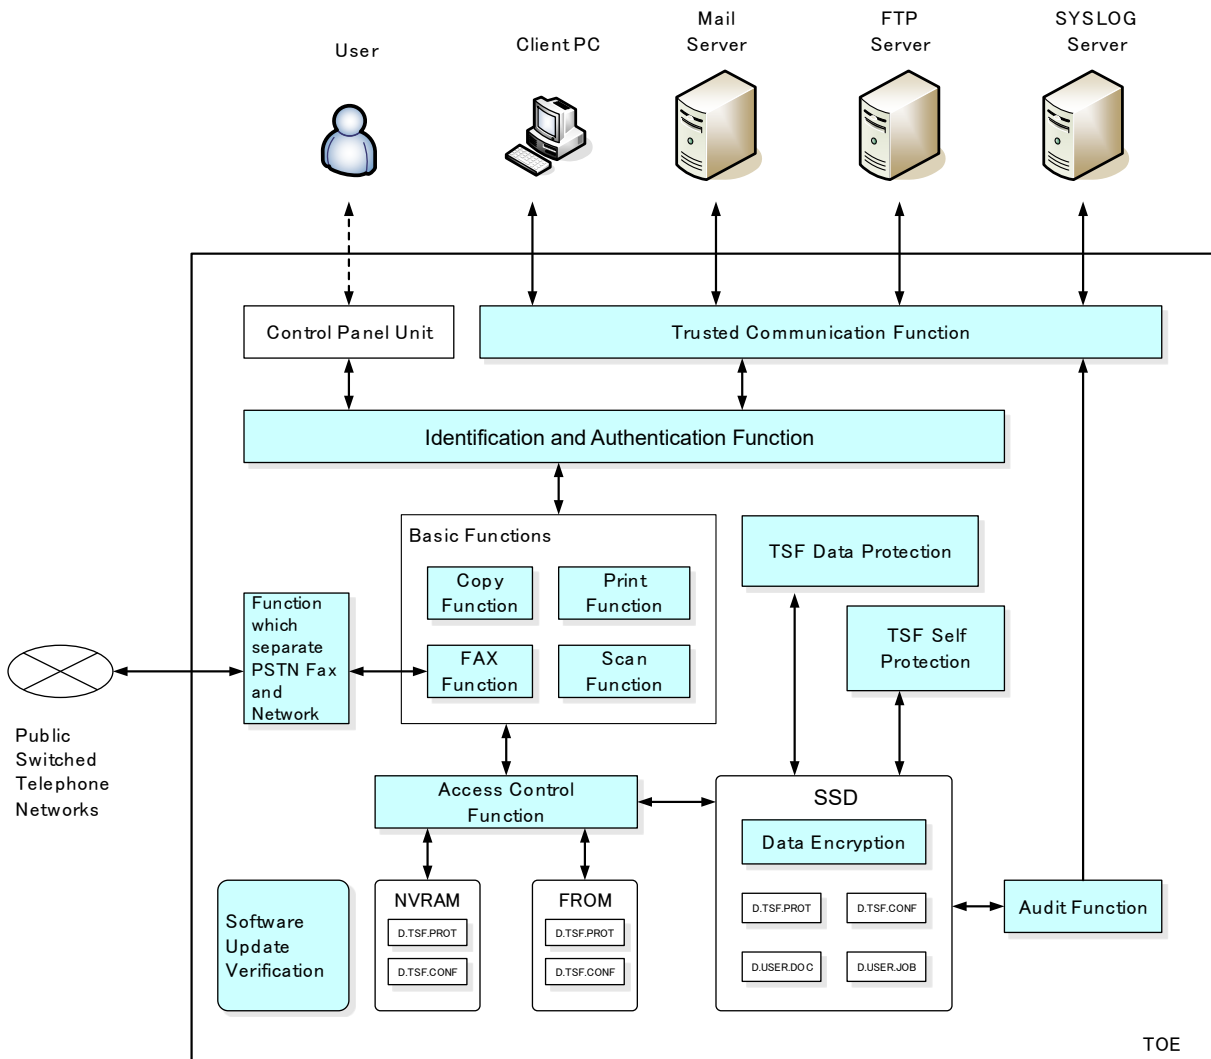 User
Client PC
Mail
Server
FTP
Server
SYSLOG
Server
Control Panel Unit
Trusted Communication Function
Identification and Authentication Function
Basic Functions
Copy
Function
Print
Function
FAX
Function
Scan
Function
TSF Data Protection
TSF Self
Protection
Function
which
separate
PSTN Fax
and
Network
Public
Switched
Telephone
Networks
Access Control
Function
SSD
Data Encryption
D.TSF.PROT
D.TSF.CONF
D.USER.DOC
D.USER.JOB
Audit Function
Software
Update
Verification
NVRAM
D.TSF.PROT
D.TSF.CONF
FROM
D.TSF.PROT
D.TSF.CONF
TOE